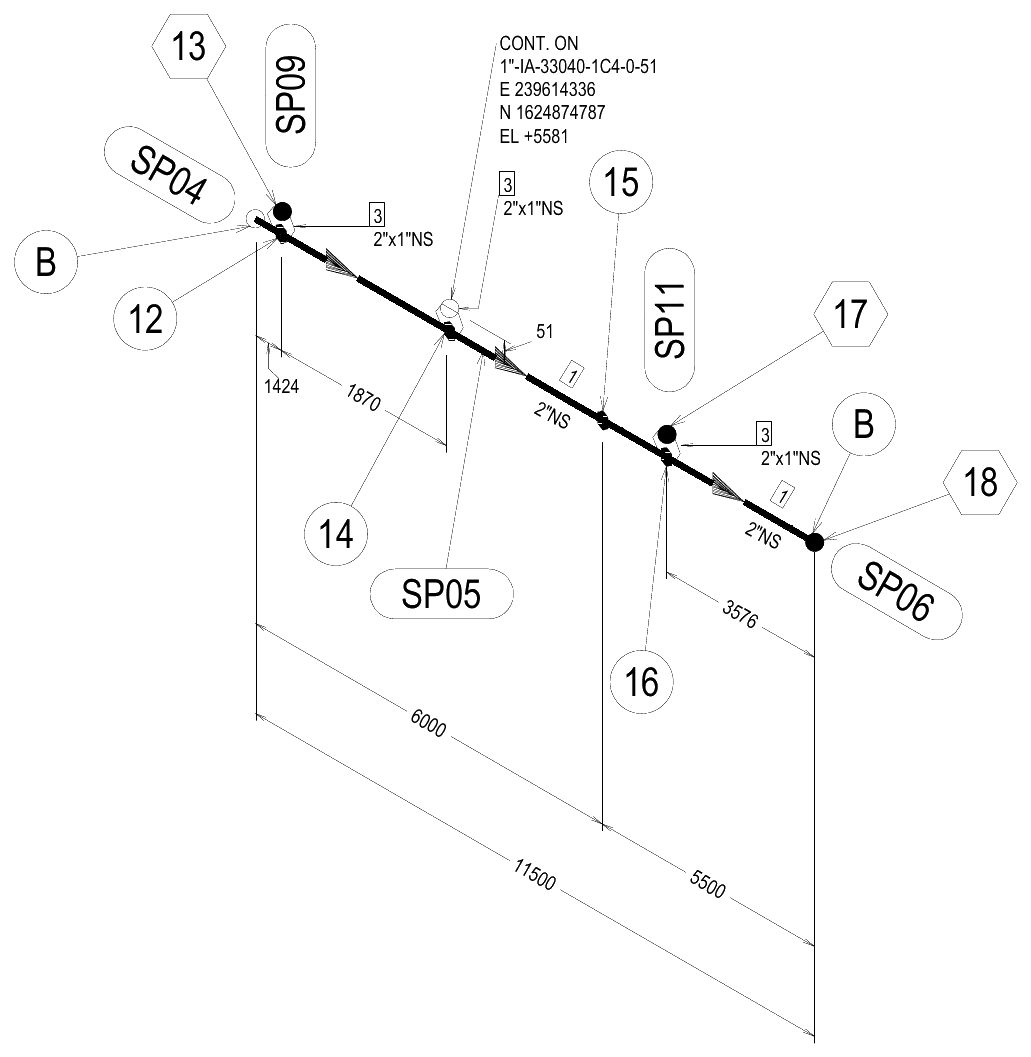 13
SP09
CONT. ON
1"-IA-33040-1C4-0-51
E 239614336
N 1624874787
EL +5581
SP04
15
3
2"x1"NS
3
2"x1"NS
B
12
SP11
17
51
1
1424
1870
2"NS
B
3
2"x1"NS
18
1
14
2"NS
SP05
SP06
3576
16
6000
11500
5500